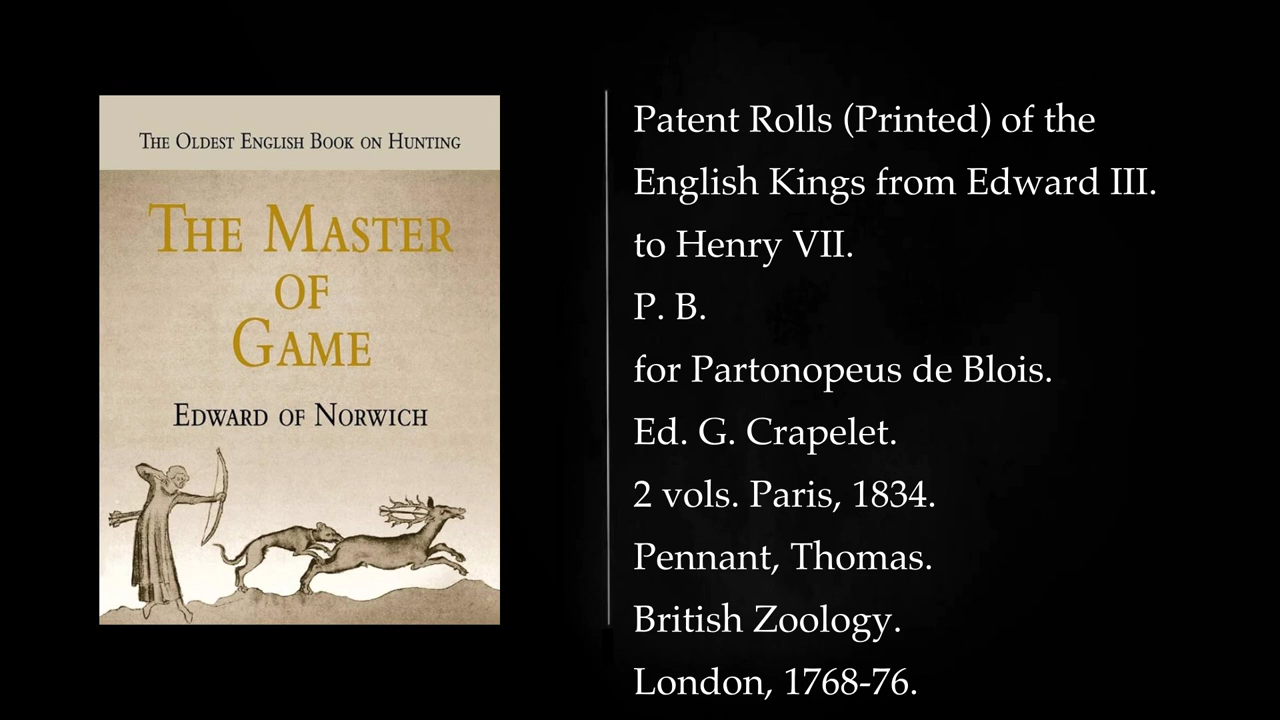 The Oldest English Book on Hunting
The Master
of
Game
Edward of Norwich
Patent Rolls (Printed) of the
English Kings from Edward III.
to Henry VII.
P. B.
for Partonopeus de Blois.
Ed. G. Crapelet.
2 vols. Paris, 1834.
Pennant, Thomas.
British Zoology.
London, 1768-76.